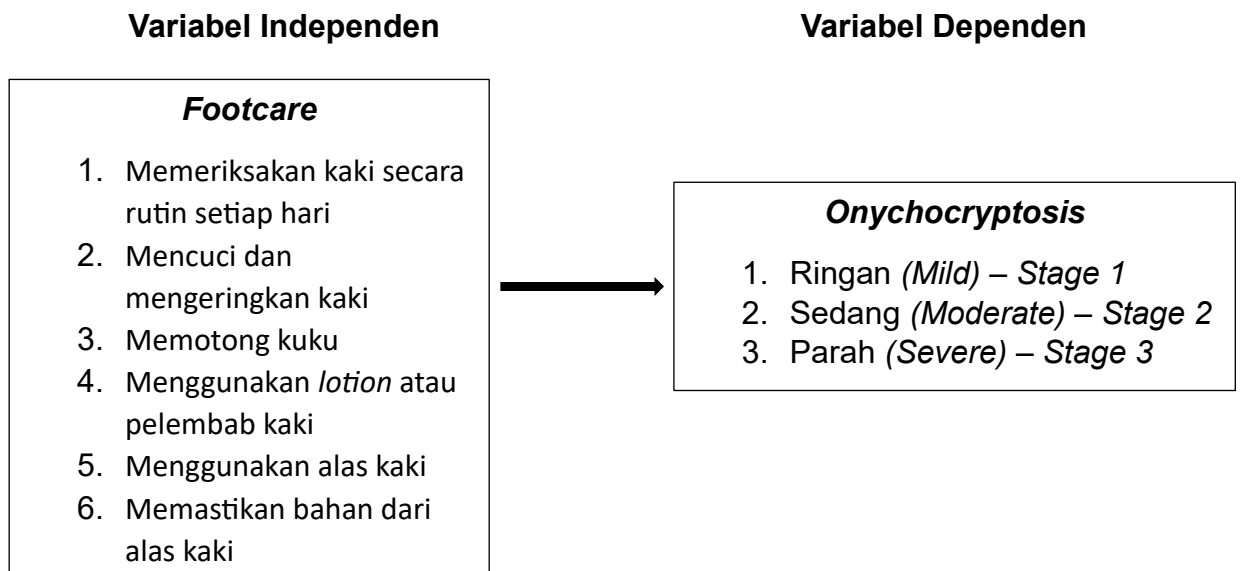 Variabel Independen
Variabel Dependen
Footcare
1. Memeriksakan kaki secara
rutin setiap hari
2. Mencuci dan
mengeringkan kaki
3. Memotong kuku
4. Menggunakan lotion atau
pelembab kaki
5. Menggunakan alas kaki
6. Memastikan bahan dari
alas kaki
Onychocryptosis
1. Ringan (Mild) – Stage 1
2. Sedang (Moderate) – Stage 2
3. Parah (Severe) – Stage 3